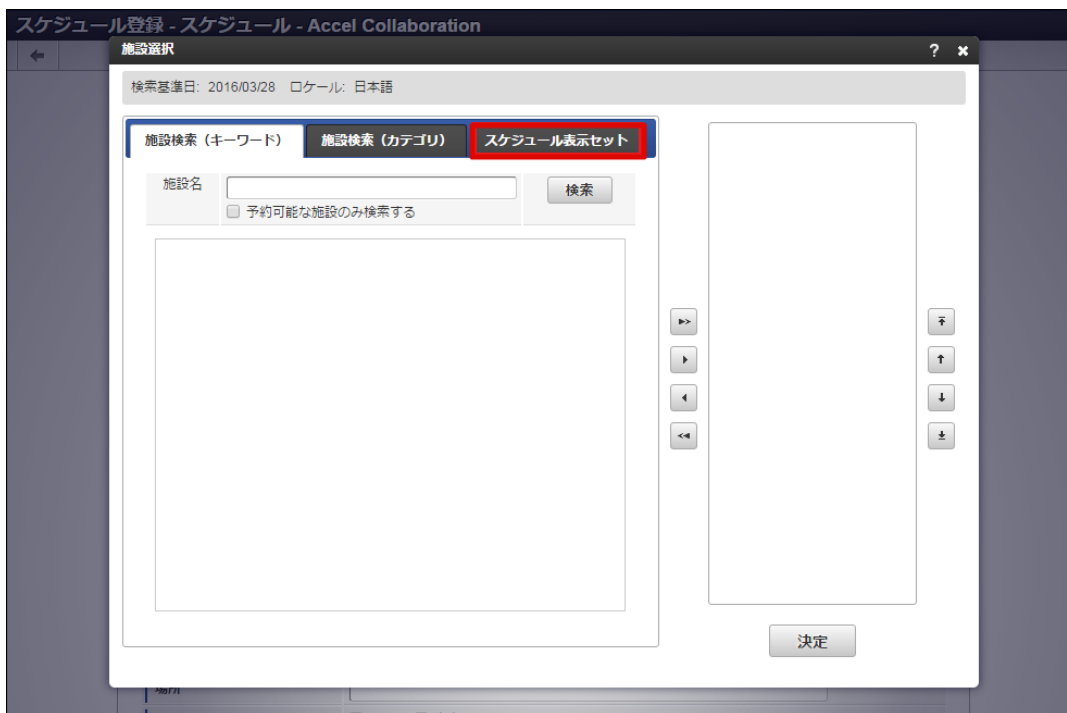 スケジュール登録 - スケジュール - Accel Collaboration
施設選択
?
検索基準日: 2016/03/28 ロケール: 日本語
施設検索（キーワード） 施設検索（カテゴリ） スケジュール表示セット
施設名 検索
予約可能な施設のみ検索する
決定
場所